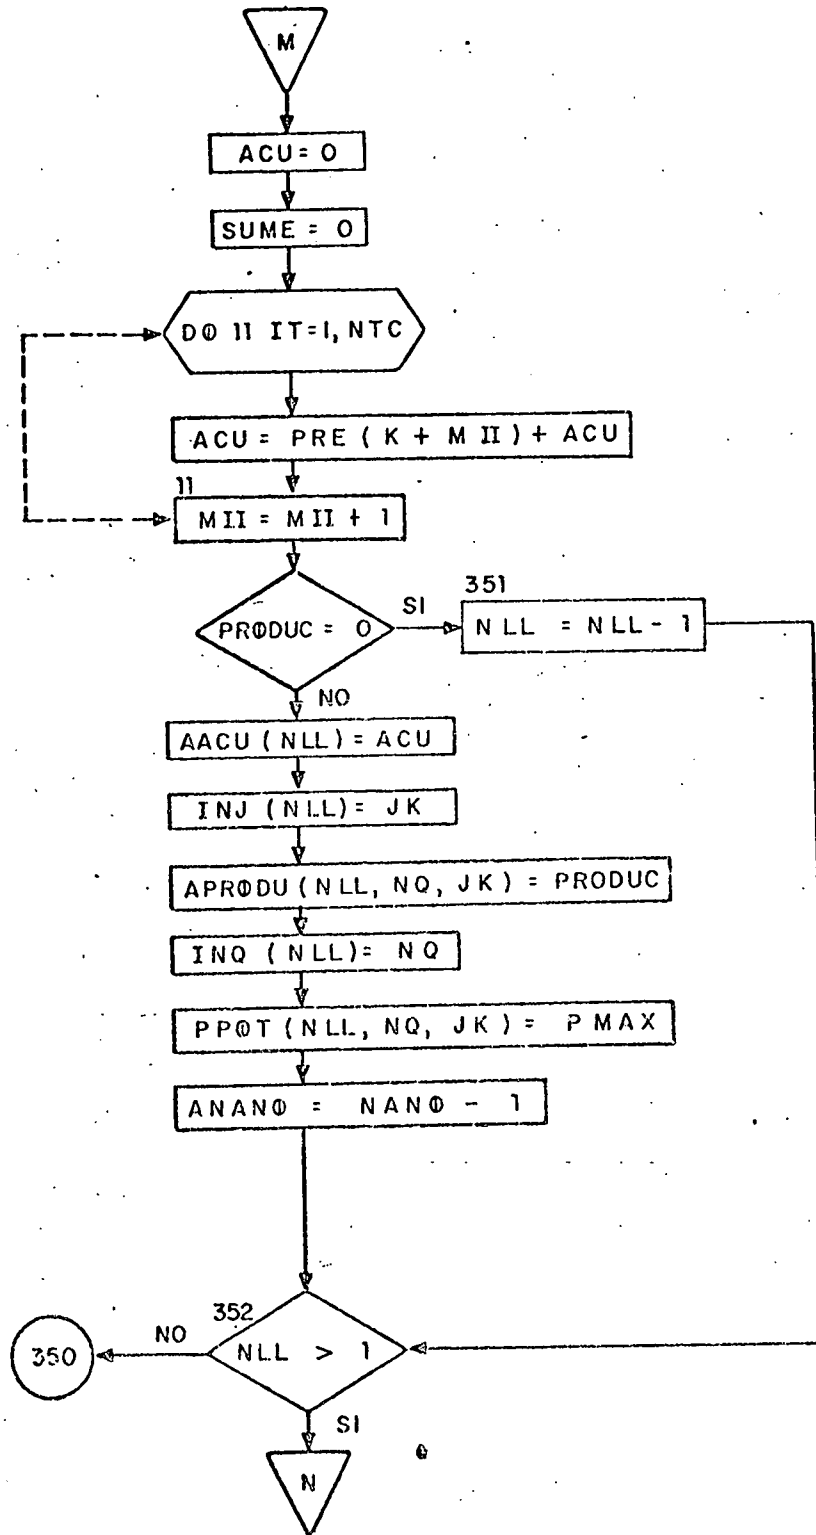 M
ACU = 0
SUME = 0
DO 11 IT=1, NTC
ACU = PRE ( K + M II ) + ACU
11
MII = MII + 1
PRODUC = 0
SI
351
NLL = NLL - 1
NO
AACU (NLL) = ACU
INJ (NLL) = JK
APRODU (NLL, NQ, JK) = PRODUC
INQ (NLL) = NQ
PPOT (NLL, NQ, JK) = PMAX
ANANO = NANO - 1
352
NLL > 1
NO
350
SI
N